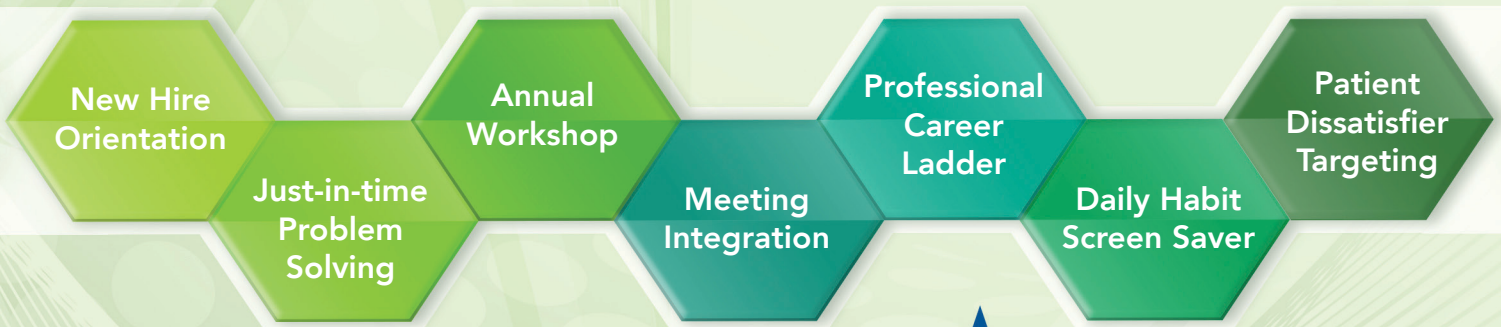 New Hire
Orientation
Just-in-time
Problem
Solving
Annual
Workshop
Meeting
Integration
Professional
Career
Ladder
Daily Habit
Screen Saver
Patient
Dissatisfier
Targeting